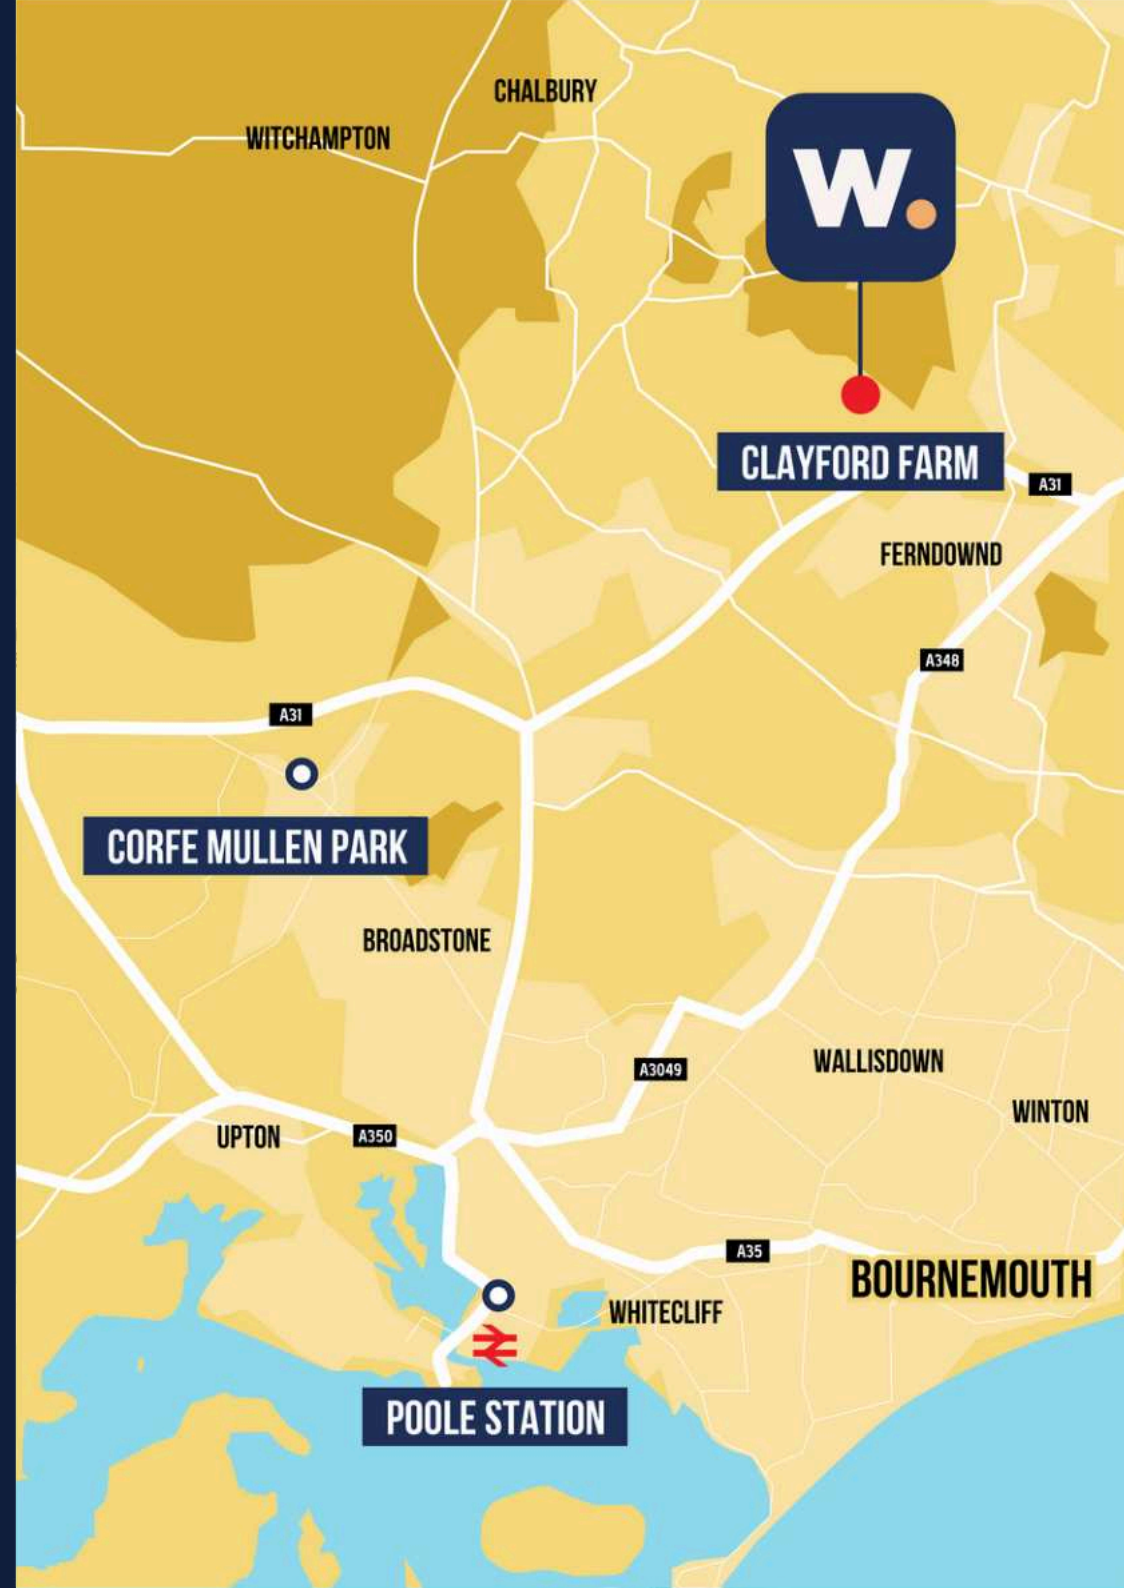 CHALBURY
WITCHAMPTON
W.
CLAYFORD FARM
A31
FERNDOWND
A348
A31
CORFE MULLEN PARK
BROADSTONE
WALLISDOWN
A3049
WINTON
UPTON
A350
A35
BOURNEMOUTH
WHITECLIFF
POOLE STATION